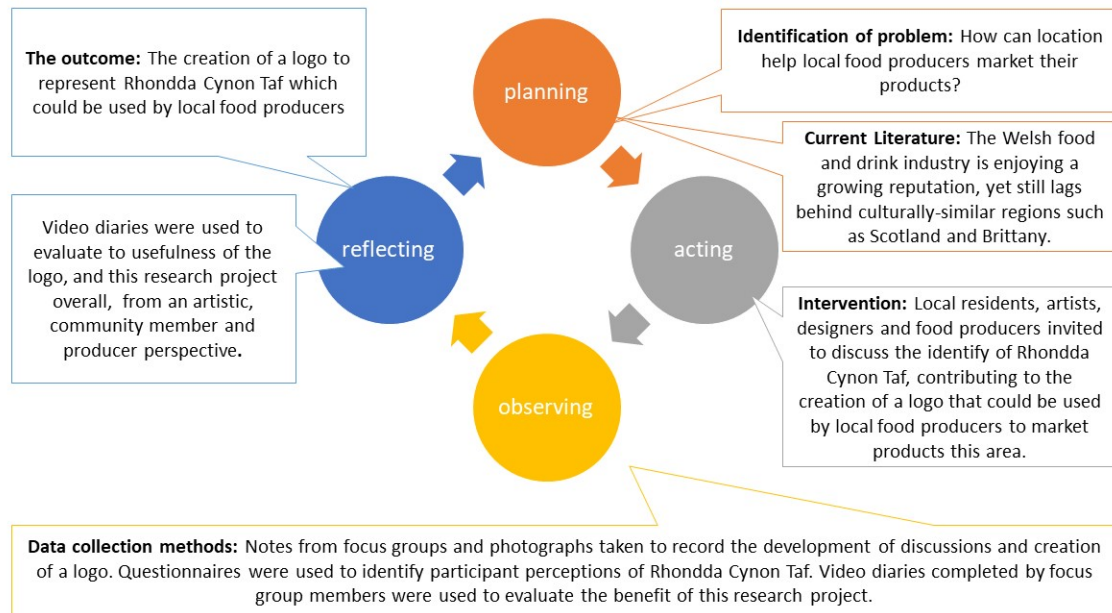 The outcome: The creation of a logo to
represent Rhondda Cynon Taf which
could be used by local food producers
planning
Identification of problem: How can location
help local food producers market their
products?
Current Literature: The Welsh food
and drink industry is enjoying a
growing reputation, yet still lags
behind culturally-similar regions such
as Scotland and Brittany.
Video diaries were used to
evaluate to usefulness of the
logo, and this research project
overall, from an artistic,
community member and
producer perspective.
reflecting
acting
Intervention: Local residents, artists,
designers and food producers invited
to discuss the identify of Rhondda
Cynon Taf, contributing to the
creation of a logo that could be used
by local food producers to market
products this area.
observing
Data collection methods: Notes from focus groups and photographs taken to record the development of discussions and creation
of a logo. Questionnaires were used to identify participant perceptions of Rhondda Cynon Taf. Video diaries completed by focus
group members were used to evaluate the benefit of this research project.